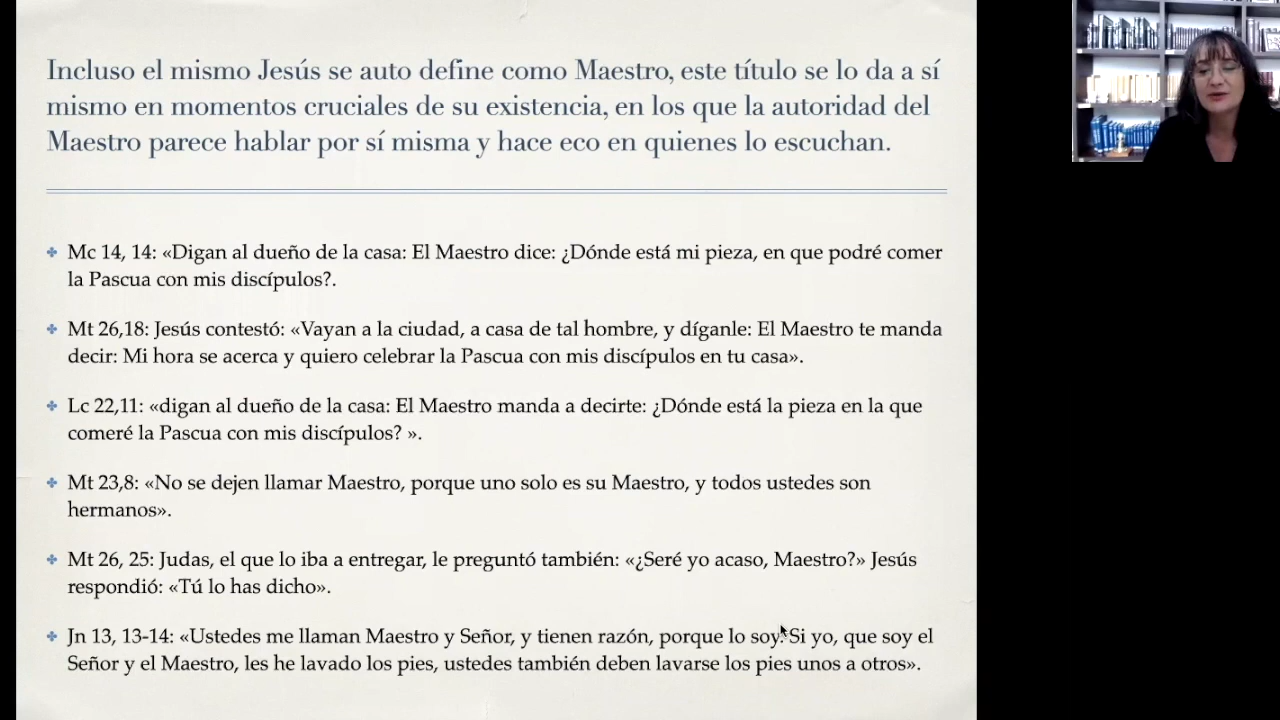 Incluso el mismo Jesús se auto define como Maestro, este título se lo da a sí
mismo en momentos cruciales de su existencia, en los que la autoridad del
Maestro parece hablar por sí misma y hace eco en quienes lo escuchan.
Mc 14, 14: «Digan al dueño de la casa: El Maestro dice: ¿Dónde está mi pieza, en que podré comer
la Pascua con mis discípulos?.
Mt 26,18: Jesús contestó: «Vayan a la ciudad, a casa de tal hombre, y díganle: El Maestro te manda
decir: Mi hora se acerca y quiero celebrar la Pascua con mis discípulos en tu casa».
Lc 22,11: «digan al dueño de la casa: El Maestro manda a decirte: ¿Dónde está la pieza en la que
comeré la Pascua con mis discípulos? ».
Mt 23,8: «No se dejen llamar Maestro, porque uno solo es su Maestro, y todos ustedes son
hermanos».
Mt 26, 25: Judas, el que lo iba a entregar, le preguntó también: «¿Seré yo acaso, Maestro?» Jesús
respondió: «Tú lo has dicho».
Jn 13, 13-14: «Ustedes me llaman Maestro y Señor, y tienen razón, porque lo soy. Si yo, que soy el
Señor y el Maestro, les he lavado los pies, ustedes también deben lavarse los pies unos a otros».